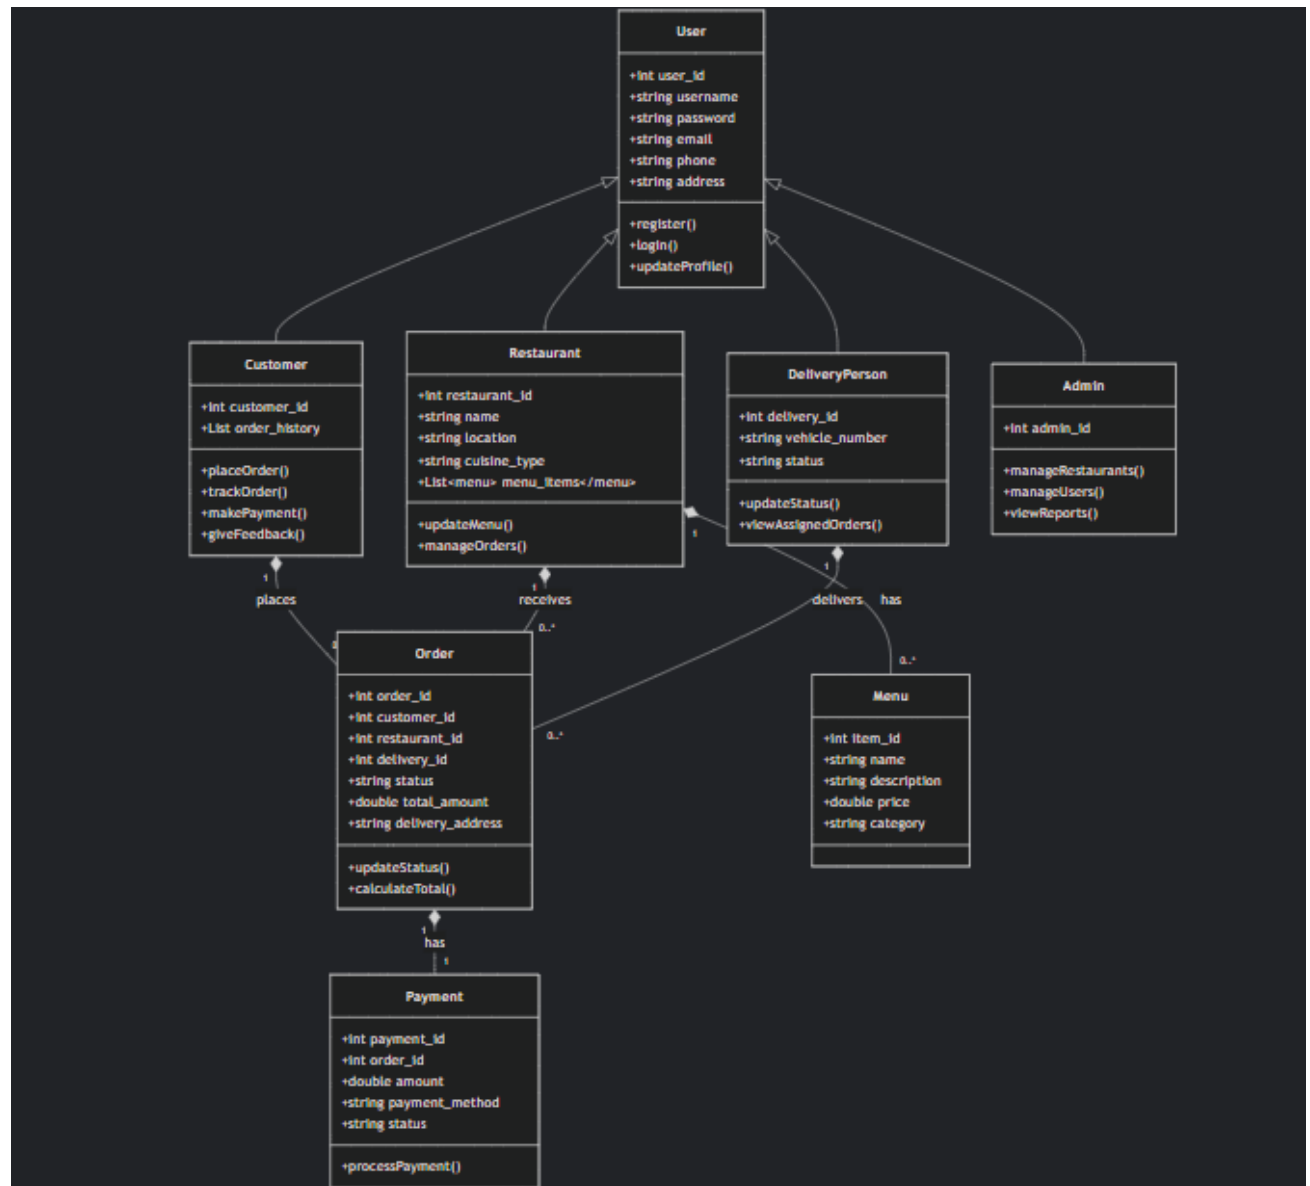 User
+int user_id
+string username
+string password
+string email
+string phone
+string address
+register()
+login()
+updateProfile()
Customer
+int customer_id
+List order_history
+placeOrder()
+trackOrder()
+makePayment()
+giveFeedback()
Restaurant
+int restaurant_id
+string name
+string location
+string cuisine_type
+List<menu> menu_items</menu>
+updateMenu()
+manageOrders()
DeliveryPerson
+int delivery_id
+string vehicle_number
+string status
+updateStatus()
+viewAssignedOrders()
Admin
+int admin_id
+manageRestaurants()
+manageUsers()
+viewReports()
1
places
1
receives
0..*
1
delivers
0..*
1
has
0..*
Order
+int order_id
+int customer_id
+int restaurant_id
+int delivery_id
+string status
+double total_amount
+string delivery_address
+updateStatus()
+calculateTotal()
Menu
+int item_id
+string name
+string description
+double price
+string category
1
has
1
Payment
+int payment_id
+int order_id
+double amount
+string payment_method
+string status
+processPayment()